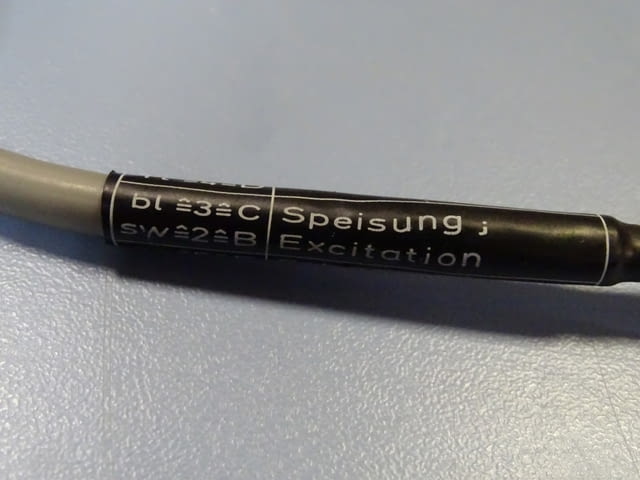 bl ≙3≙C Speisung ;
sw ≙2≙B Excitation